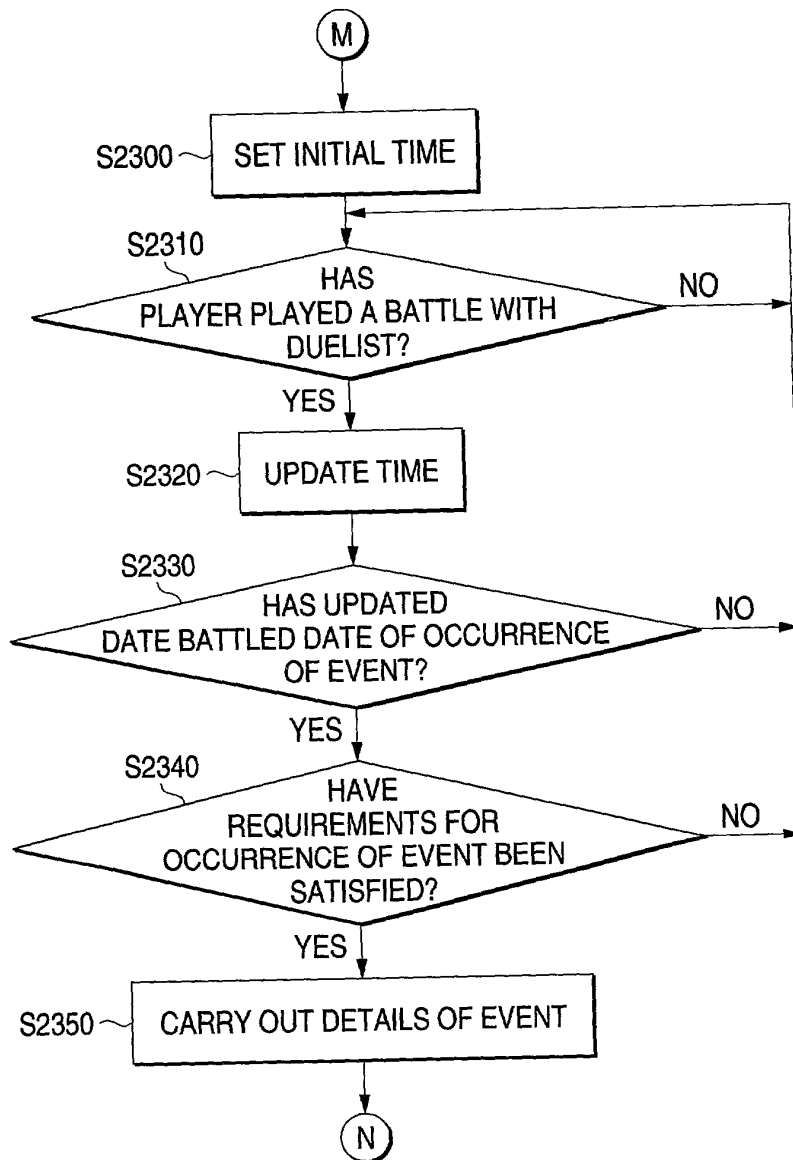 M
S2300
SET INITIAL TIME
S2310
HAS
PLAYER PLAYED A BATTLE WITH
DUELIST?
NO
YES
S2320
UPDATE TIME
S2330
HAS UPDATED
DATE BATTLED DATE OF OCCURRENCE
OF EVENT?
NO
YES
S2340
HAVE
REQUIREMENTS FOR
OCCURRENCE OF EVENT BEEN
SATISFIED?
NO
YES
S2350
CARRY OUT DETAILS OF EVENT
N